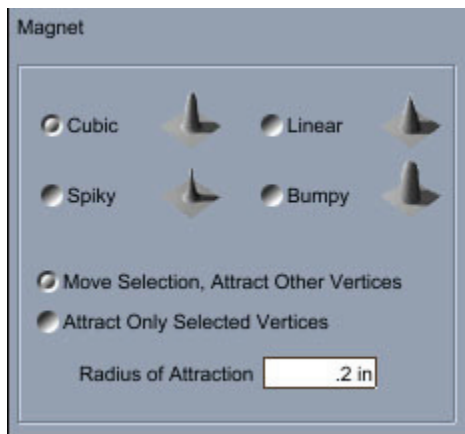 Magnet
Cubic Linear
Spiky Bumpy
Move Selection, Attract Other Vertices
Attract Only Selected Vertices
Radius of Attraction .2 in